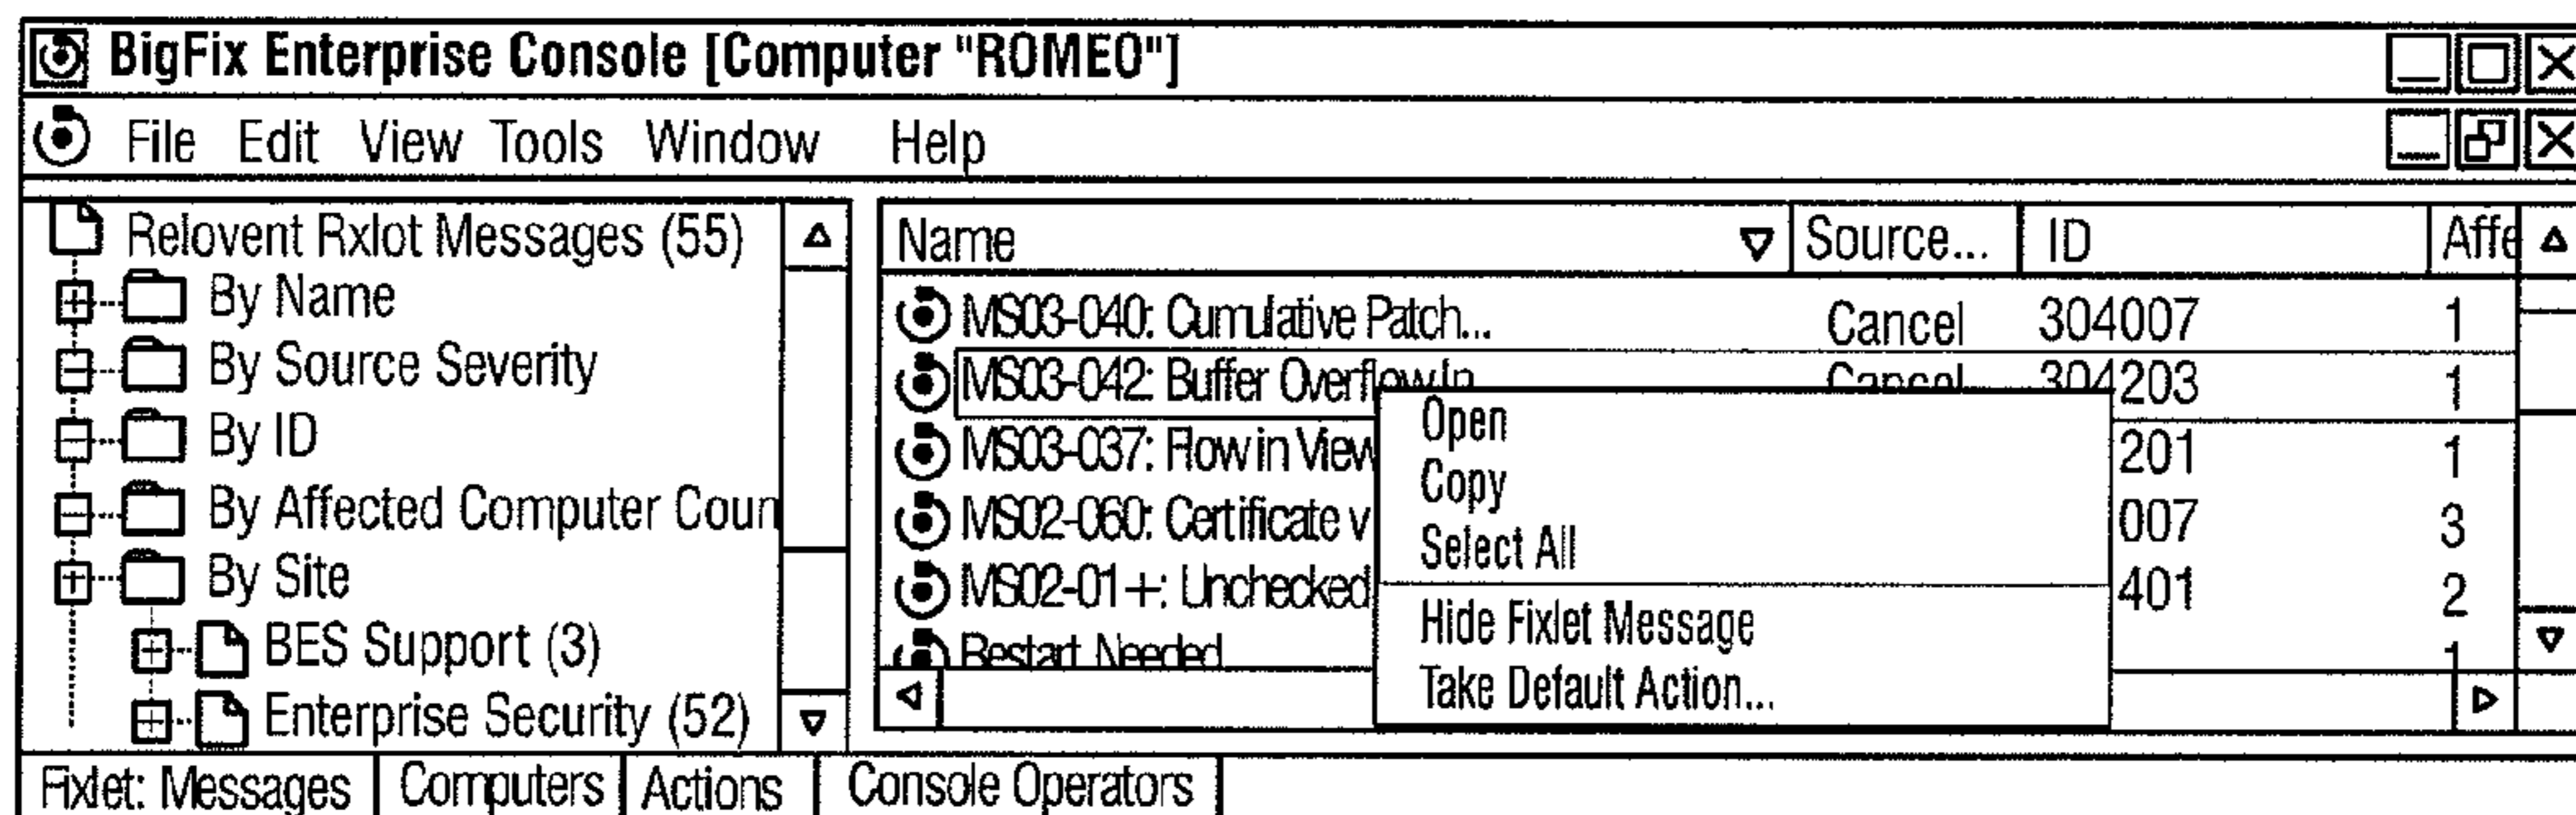 BigFix Enterprise Console [Computer "ROMEO"]
File Edit View Tools Window Help
Relovent Rxlot Messages (55)
By Name
By Source Severity
By ID
By Affected Computer Coun
By Site
BES Support (3)
Enterprise Security (52)
Name Source... ID Affe
MS03-040: Cumulative Patch... Cancel 304007 1
MS03-042: Buffer Overflow In Cancel 304203 1
MS03-037: Flow in View 201 1
MS02-060: Certificate v 007 3
MS02-01+: Unchecked 401 2
Restart Needed 1
Open
Copy
Select All
Hide Fixlet Message
Take Default Action...
Fixlet: Messages Computers Actions Console Operators